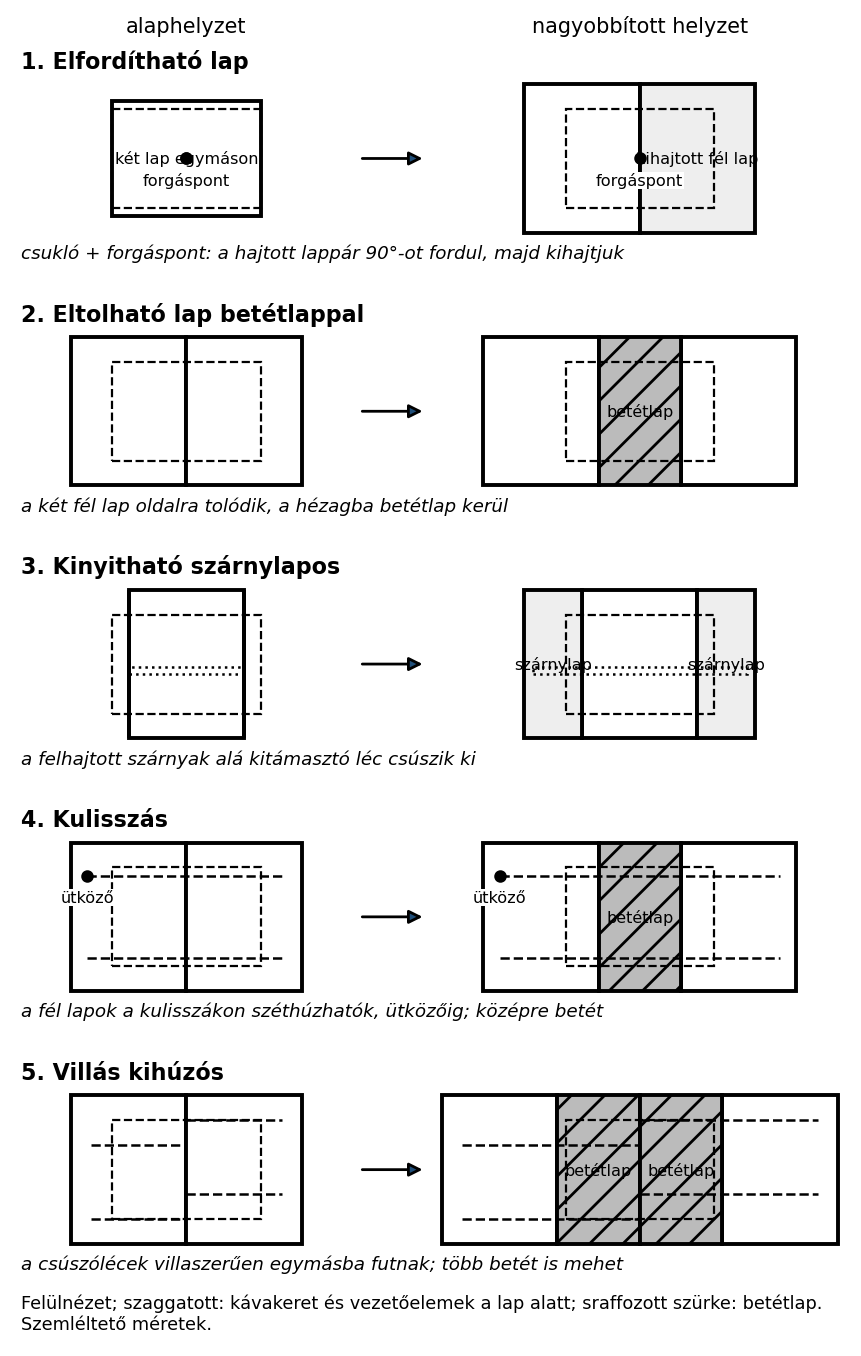 alaphelyzet
nagyobbított helyzet
1. Elfordítható lap
két lap egymáson
forgáspont
kihajtott fél lap
forgáspont
csukló + forgáspont: a hajtott lappár 90°-ot fordul, majd kihajtjuk
2. Eltolható lap betétlappal
betétlap
a két fél lap oldalra tolódik, a hézagba betétlap kerül
3. Kinyitható szárnylapos
szárnylap
szárnylap
a felhajtott szárnyak alá kitámasztó léc csúszik ki
4. Kulisszás
ütköző
ütköző
betétlap
a fél lapok a kulisszákon széthúzhatók, ütközőig; középre betét
5. Villás kihúzós
betétlap
betétlap
a csúszólécek villaszerűen egymásba futnak; több betét is mehet
Felülnézet; szaggatott: kávakeret és vezetőelemek a lap alatt; sraffozott szürke: betétlap.
Szemléltető méretek.